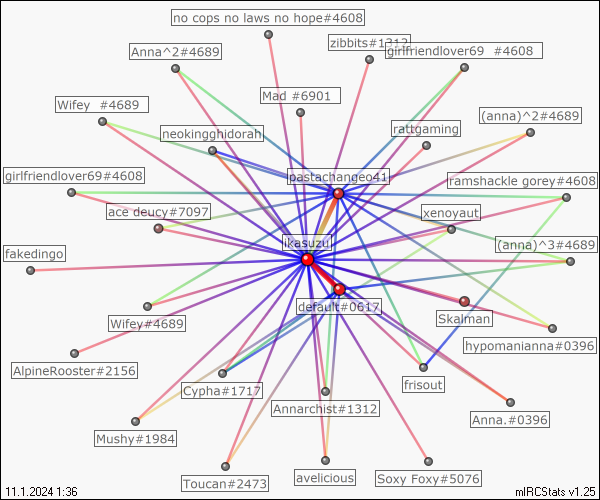 no cops no laws no hope#4608
zibbits#1312
girlfriendlover69 #4608
Anna^2#4689
Mad #6901
Wifey #4689
(anna)^2#4689
neokingghidorah
rattgaming
pastachangeo41
girlfriendlover69#4608
ramshackle gorey#4608
ace deucy#7097
xenoyaut
ikasuzu
(anna)^3#4689
fakedingo
default#0617
Wifey#4689
Skalman
hypomanianna#0396
AlpineRooster#2156
Cypha#1717
frisout
Annarchist#1312
Anna.#0396
Mushy#1984
Toucan#2473
avelicious
Soxy Foxy#5076
11.1.2024 1:36
mIRCStats v1.25